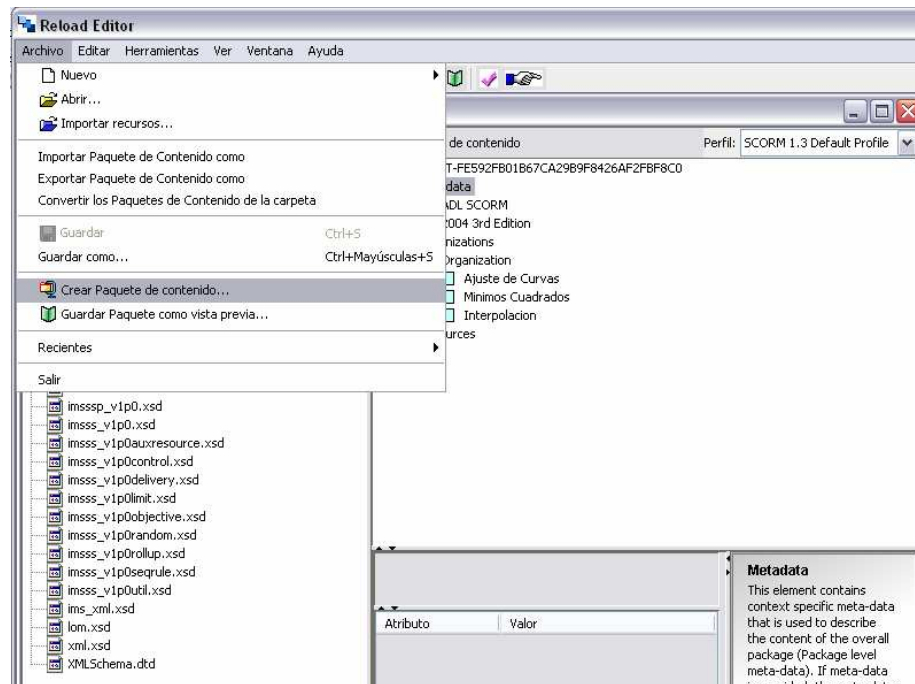 Reload Editor
Archivo Editar Herramientas Ver Ventana Ayuda
Nuevo
Abrir...
Importar recursos...
Importar Paquete de Contenido como
Exportar Paquete de Contenido como
Convertir los Paquetes de Contenido de la carpeta
Guardar Ctrl+S
Guardar como... Ctrl+Mayúsculas+S
Crear Paquete de contenido...
Guardar Paquete como vista previa...
Recientes
Salir
de contenido Perfil: SCORM 1.3 Default Profile
T-FE592FB01B67CA29B9F8426AF2FBF8C0
data
ADL SCORM
2004 3rd Edition
nizations
Organization
Ajuste de Curvas
Minimos Cuadrados
Interpolacion
urces
imsssp_v1p0.xsd
imsss_v1p0.xsd
imsss_v1p0auxresource.xsd
imsss_v1p0control.xsd
imsss_v1p0delivery.xsd
imsss_v1p0limit.xsd
imsss_v1p0objective.xsd
imsss_v1p0random.xsd
imsss_v1p0rollup.xsd
imsss_v1p0seqrule.xsd
imsss_v1p0util.xsd
ims_xml.xsd
lom.xsd
xml.xsd
XMLSchema.dtd
Atributo Valor
Metadata
This element contains
context specific meta-data
that is used to describe
the content of the overall
package (Package level
meta-data). If meta-data